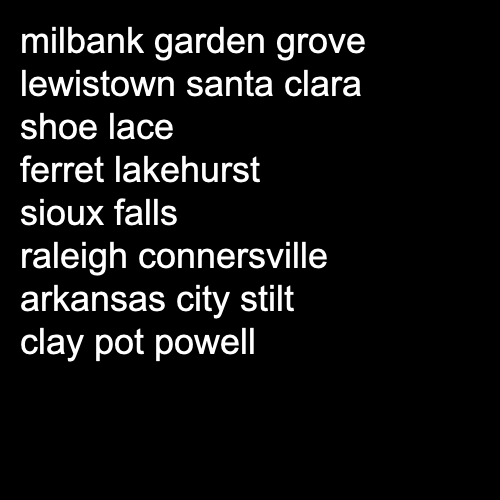 milbank garden grove
lewistown santa clara
shoe lace
ferret lakehurst
sioux falls
raleigh connersville
arkansas city stilt
clay pot powell